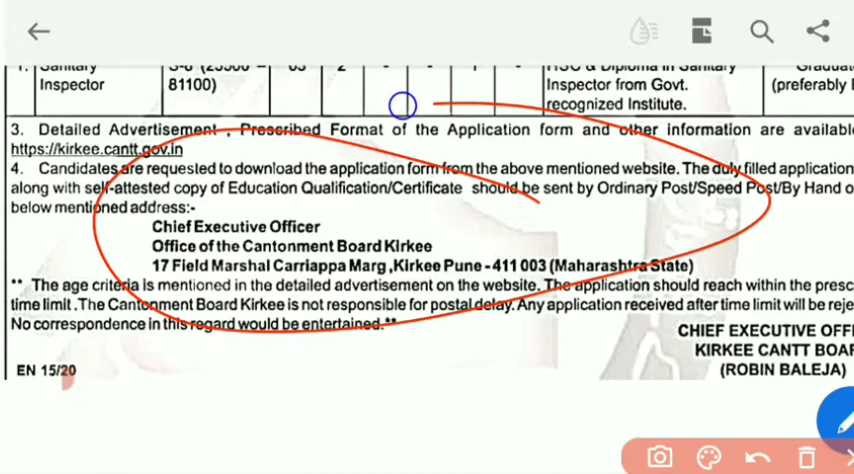 1. Sanitary S-6 (25500 – 03 2 - - 1 - HSC & Diploma in Sanitary
Inspector 81100) Inspector from Govt. (preferably
recognized Institute.
3. Detailed Advertisement , Prescribed Format of the Application form and other information are
https://kirkee.cantt.gov.in
4. Candidates are requested to download the application form from the above mentioned website. The duly filled application
along with self-attested copy of Education Qualification/Certificate should be sent by Ordinary Post/Speed Post/By Hand
below mentioned address:-
Chief Executive Officer
Office of the Cantonment Board Kirkee
17 Field Marshal Carriappa Marg ,Kirkee Pune - 411 003 (Maharashtra State)
** The age criteria is mentioned in the detailed advertisement on the website. The application should reach within the
time limit .The Cantonment Board Kirkee is not responsible for postal delay. Any application received after time limit will be
No correspondence in this regard would be entertained.**
CHIEF EXECUTIVE
KIRKEE CANTT
(ROBIN BALEJA)
EN 15/20